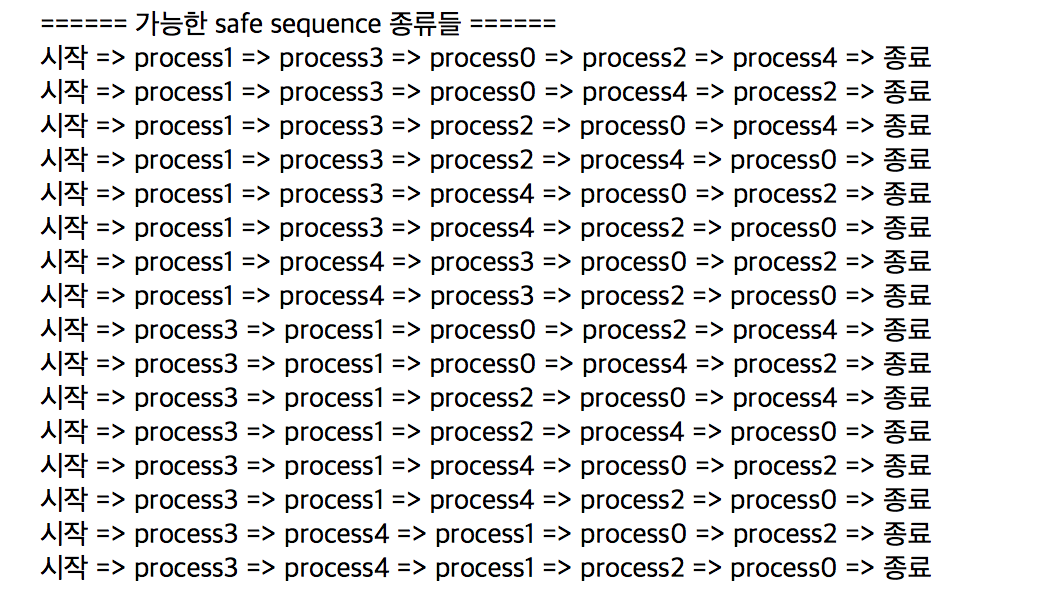 ====== 가능한 safe sequence 종류들 ======
시작 => process1 => process3 => process0 => process2 => process4 => 종료
시작 => process1 => process3 => process0 => process4 => process2 => 종료
시작 => process1 => process3 => process2 => process0 => process4 => 종료
시작 => process1 => process3 => process2 => process4 => process0 => 종료
시작 => process1 => process3 => process4 => process0 => process2 => 종료
시작 => process1 => process3 => process4 => process2 => process0 => 종료
시작 => process1 => process4 => process3 => process0 => process2 => 종료
시작 => process1 => process4 => process3 => process2 => process0 => 종료
시작 => process3 => process1 => process0 => process2 => process4 => 종료
시작 => process3 => process1 => process0 => process4 => process2 => 종료
시작 => process3 => process1 => process2 => process0 => process4 => 종료
시작 => process3 => process1 => process2 => process4 => process0 => 종료
시작 => process3 => process1 => process4 => process0 => process2 => 종료
시작 => process3 => process1 => process4 => process2 => process0 => 종료
시작 => process3 => process4 => process1 => process0 => process2 => 종료
시작 => process3 => process4 => process1 => process2 => process0 => 종료